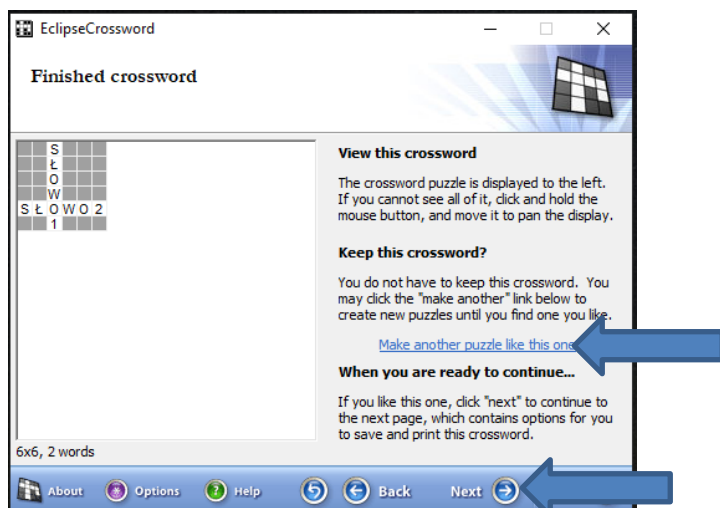 EclipseCrossword
Finished crossword
S
Ł
O
W
S Ł O W O 2
1
View this crossword
The crossword puzzle is displayed to the left.
If you cannot see all of it, click and hold the
mouse button, and move it to pan the display.
Keep this crossword?
You do not have to keep this crossword. You
may click the "make another" link below to
create new puzzles until you find one you like.
Make another puzzle like this one
When you are ready to continue...
If you like this one, click "next" to continue to
the next page, which contains options for you
to save and print this crossword.
6x6, 2 words
About Options Help Back Next